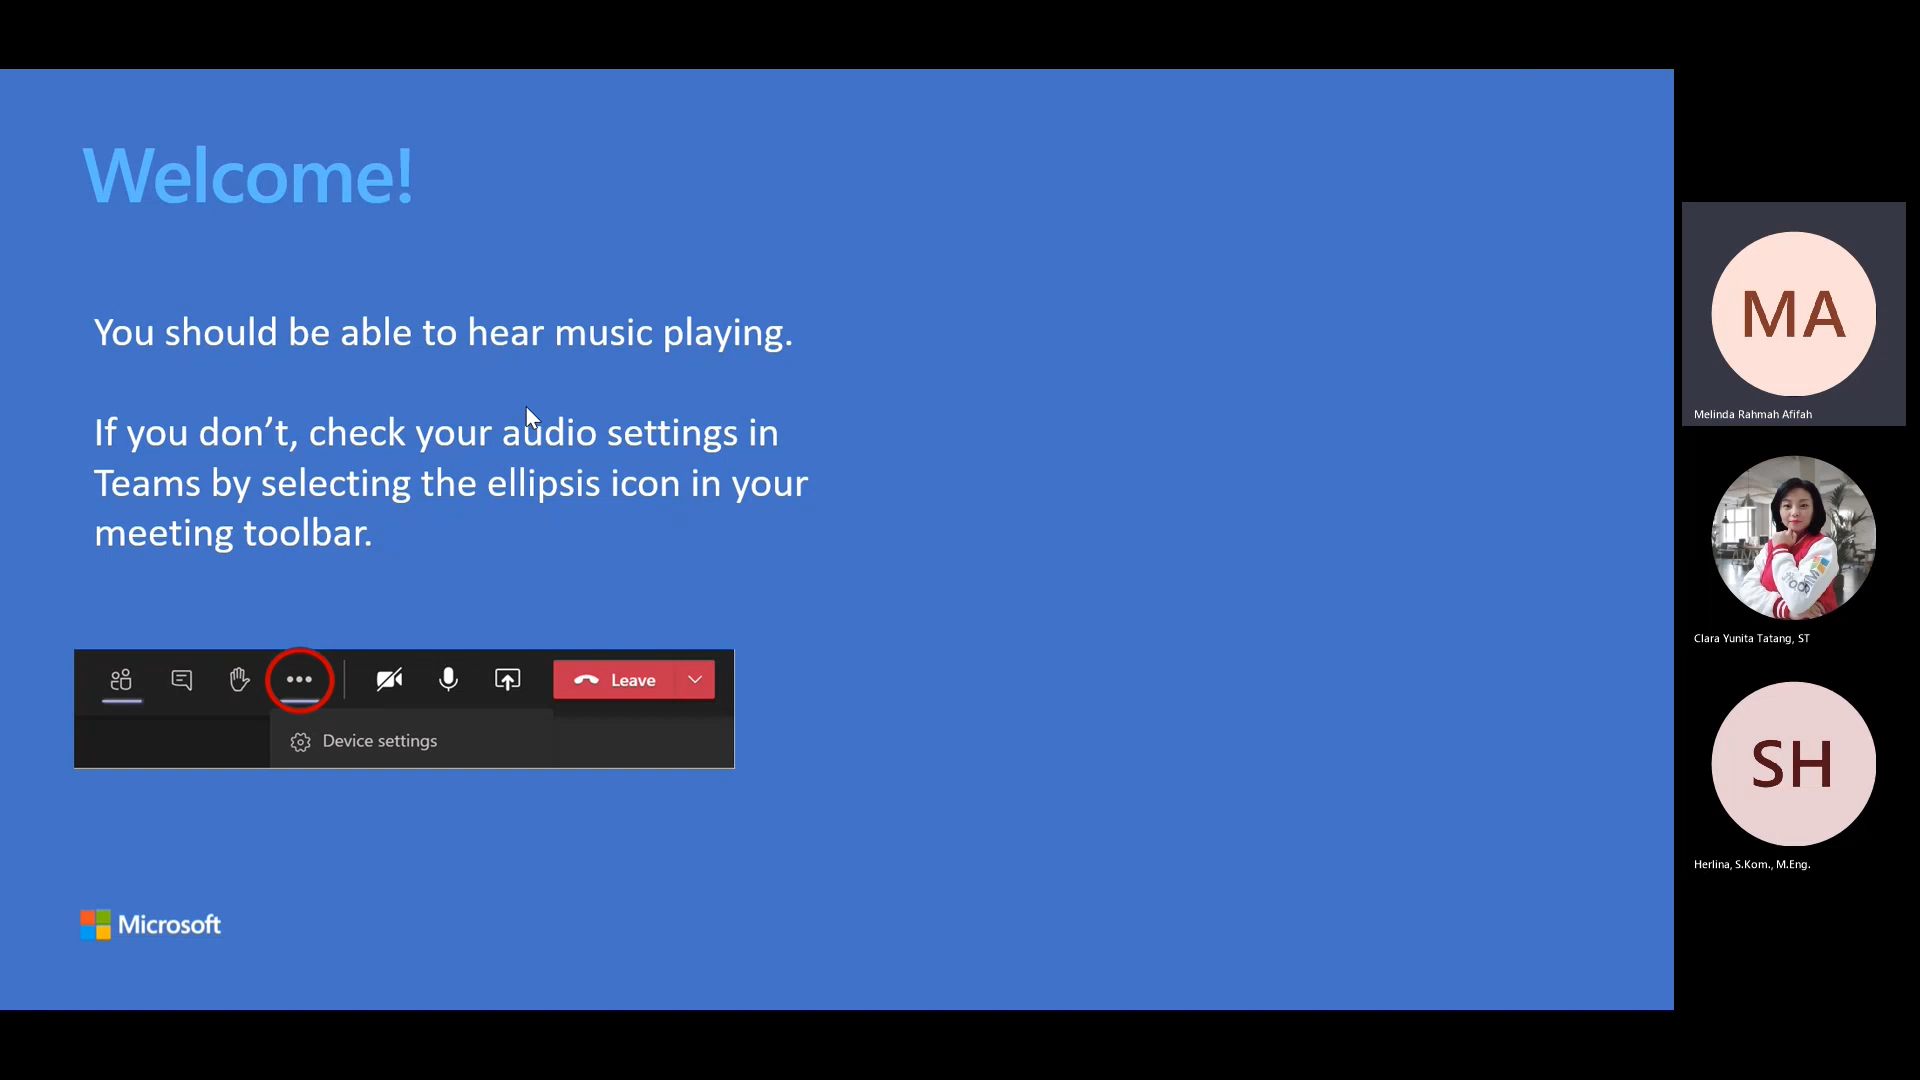 Welcome!
You should be able to hear music playing.
If you don’t, check your audio settings in
Teams by selecting the ellipsis icon in your
meeting toolbar.
Leave
Device settings
Microsoft
MA
Melinda Rahmah Afifah
Clara Yunita Tatang, ST
SH
Herlina, S.Kom., M.Eng.